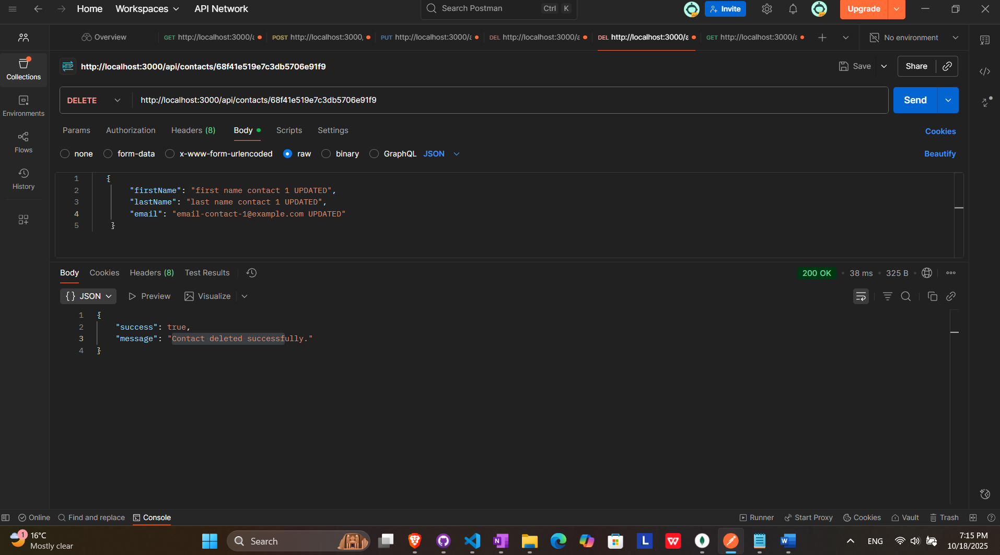 Home Workspaces API Network Search Postman Ctrl K Invite Upgrade
Overview GET http://localhost:3000/a POST http://localhost:3000, PUT http://localhost:3000/a DEL http://localhost:3000/a DEL http://localhost:3000/a GET http://localhost:3000/a No environment
HTTP http://localhost:3000/api/contacts/68f41e519e7c3db5706e91f9 Save Share
Collections
Environments
Flows
History
DELETE http://localhost:3000/api/contacts/68f41e519e7c3db5706e91f9 Send
Params Authorization Headers (8) Body Scripts Settings Cookies
none form-data x-www-form-urlencoded raw binary GraphQL JSON Beautify
1 {
2 "firstName": "first name contact 1 UPDATED",
3 "lastName": "last name contact 1 UPDATED",
4 "email": "email-contact-1@example.com UPDATED"
5 }
Body Cookies Headers (8) Test Results 200 OK 38 ms 325 B
{} JSON Preview Visualize
1 {
2 "success": true,
3 "message": "Contact deleted successfully."
4 }
Online Find and replace Console Runner Start Proxy Cookies Vault Trash
1 16°C
Mostly clear
Search
ENG
7:15 PM
10/18/2025